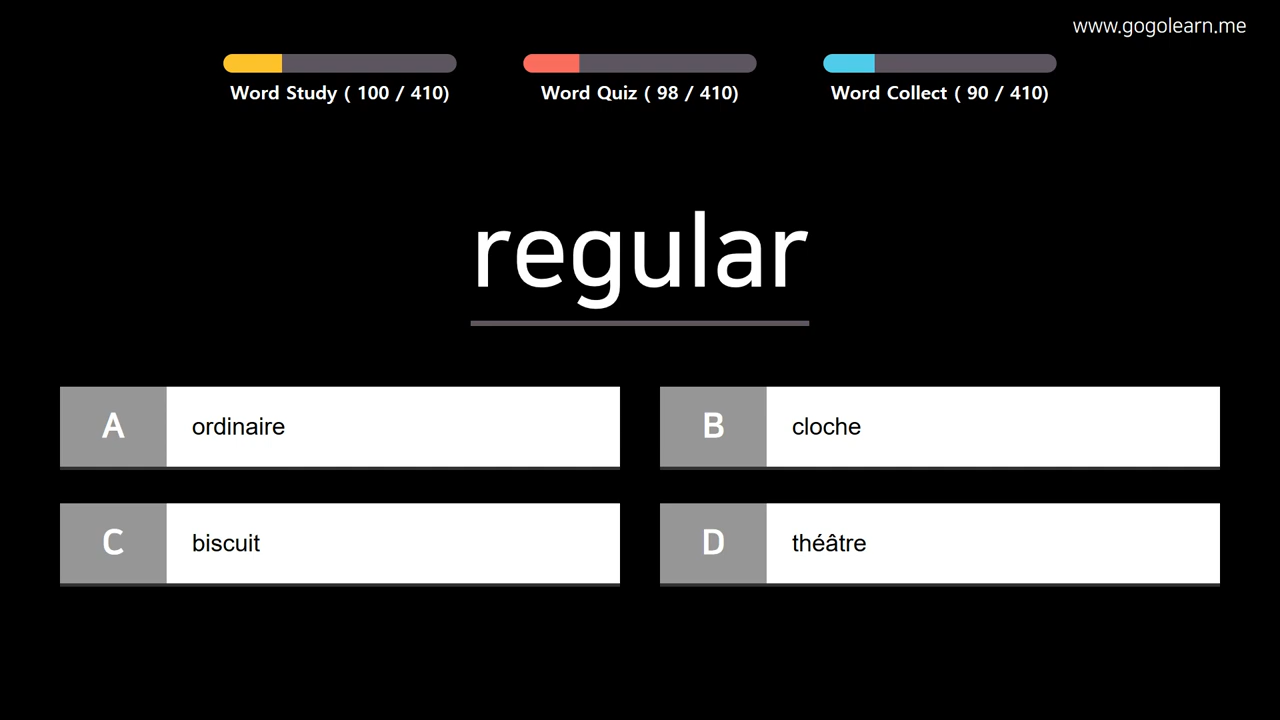 www.gogolearn.me
Word Study ( 100 / 410)
Word Quiz ( 98 / 410)
Word Collect ( 90 / 410)
regular
A ordinaire
B cloche
C biscuit
D théâtre